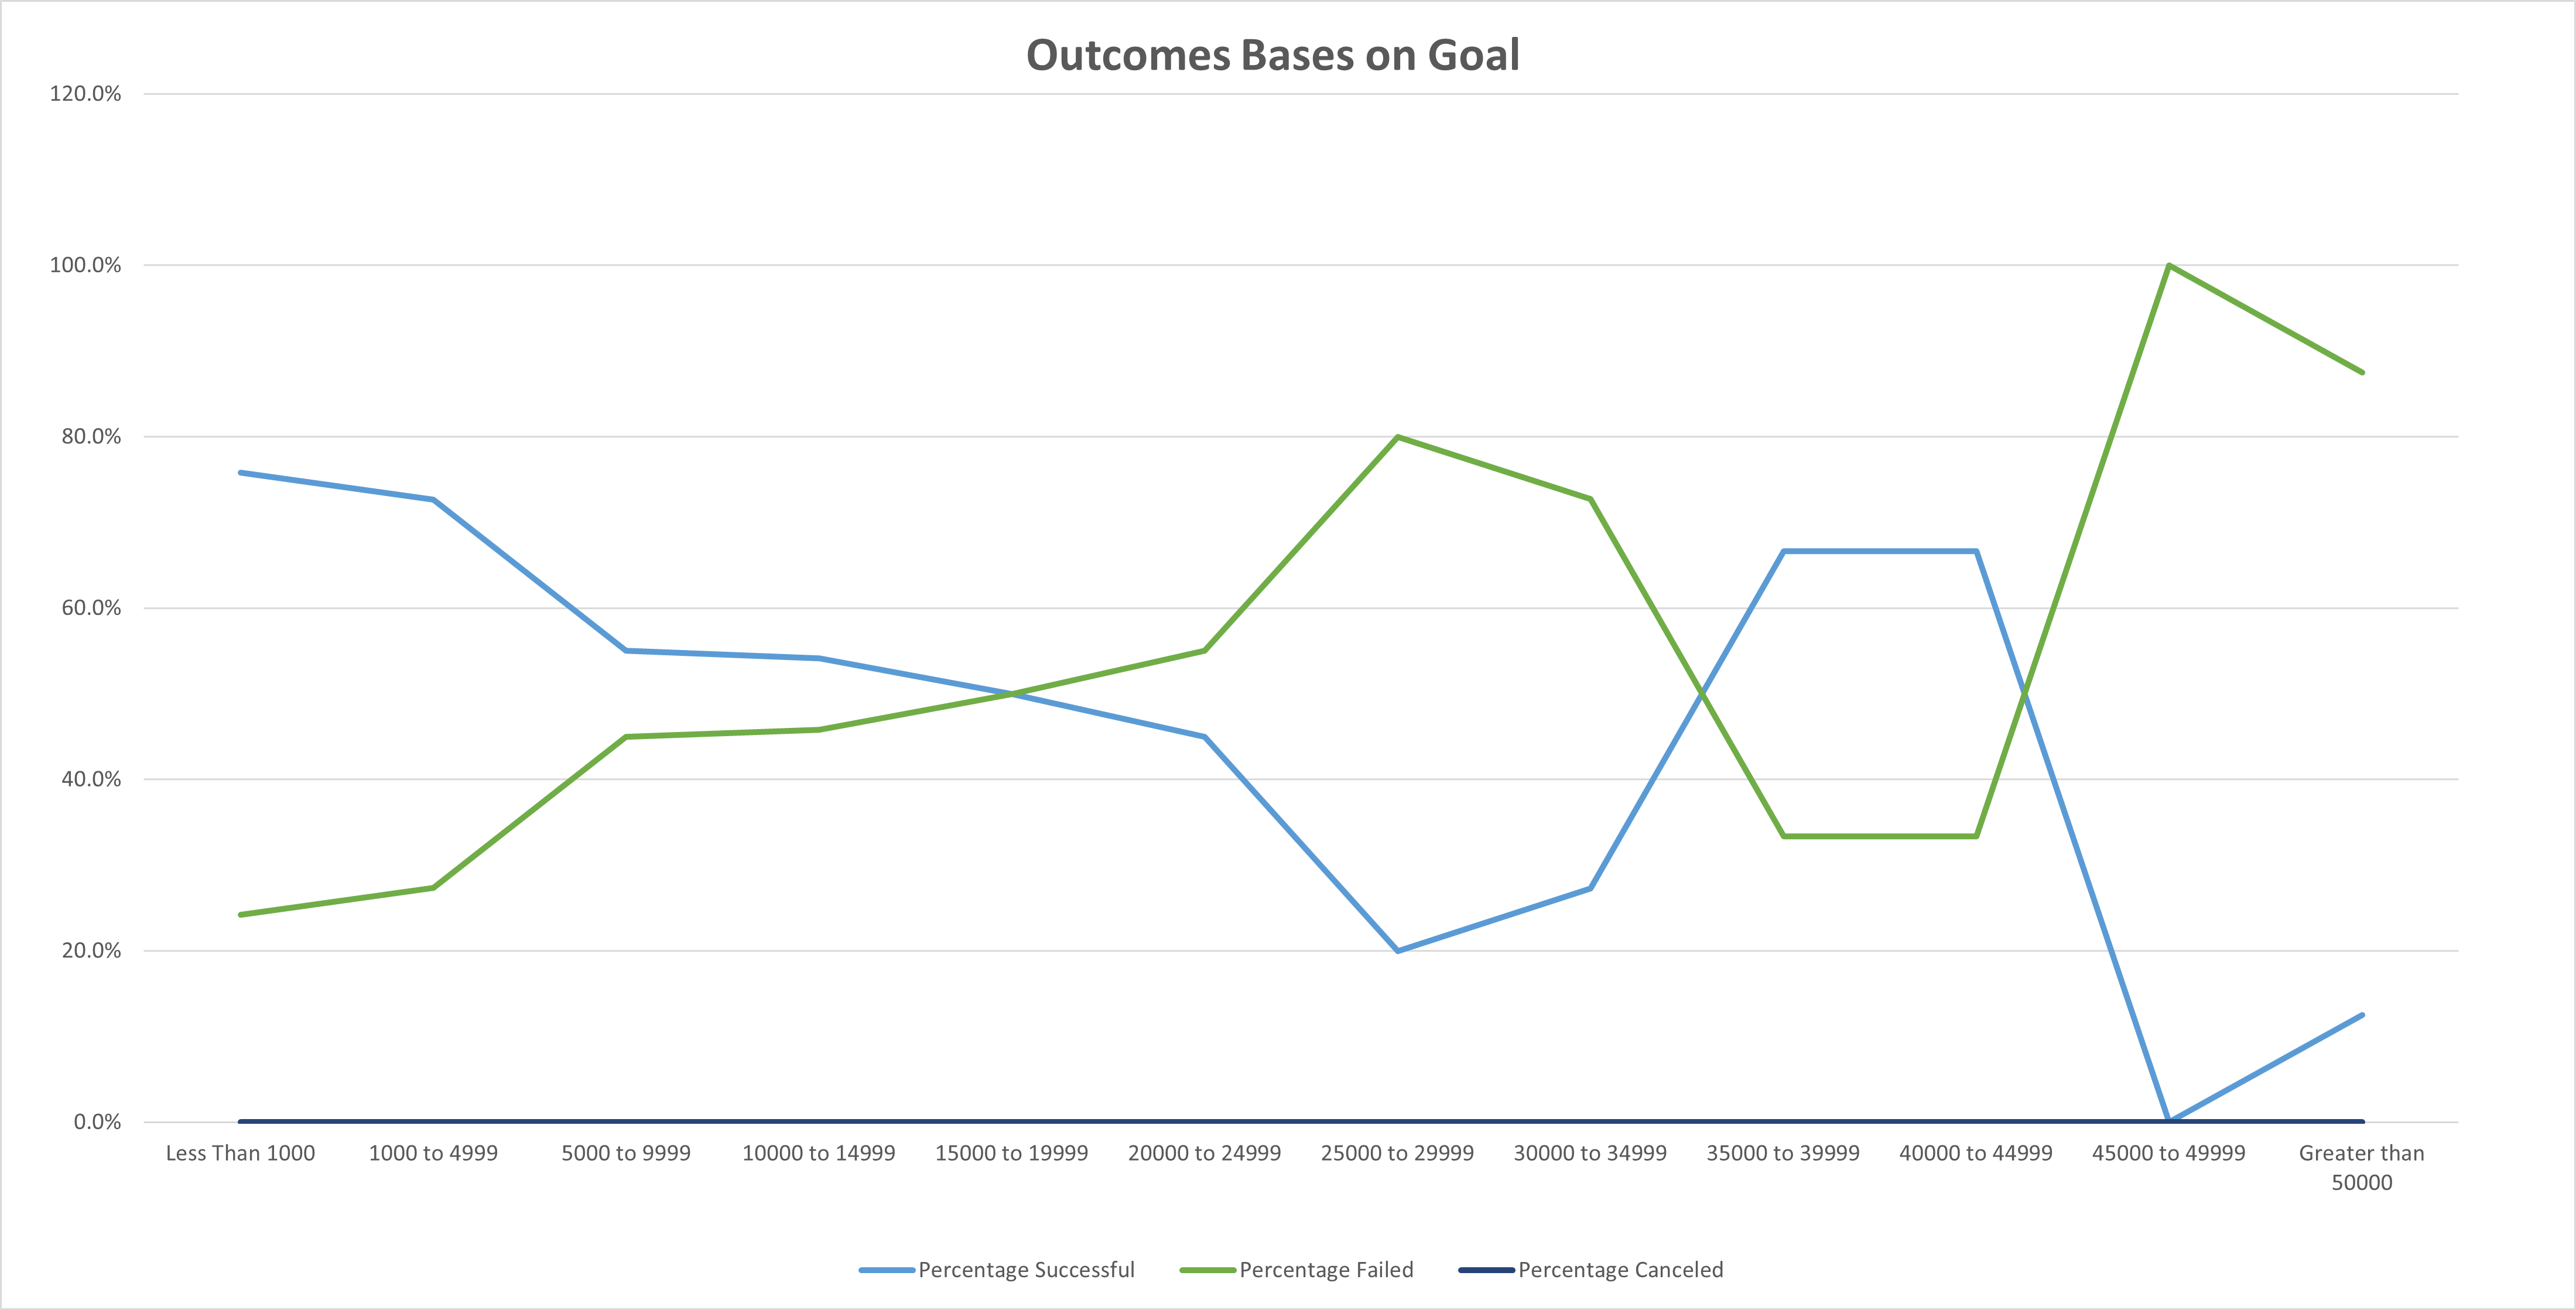 Outcomes Bases on Goal
120.0%
100.0%
80.0%
60.0%
40.0%
20.0%
0.0%
Less Than 1000
1000 to 4999
5000 to 9999
10000 to 14999
15000 to 19999
20000 to 24999
25000 to 29999
30000 to 34999
35000 to 39999
40000 to 44999
45000 to 49999
Greater than
50000
Percentage Successful
Percentage Failed
Percentage Canceled